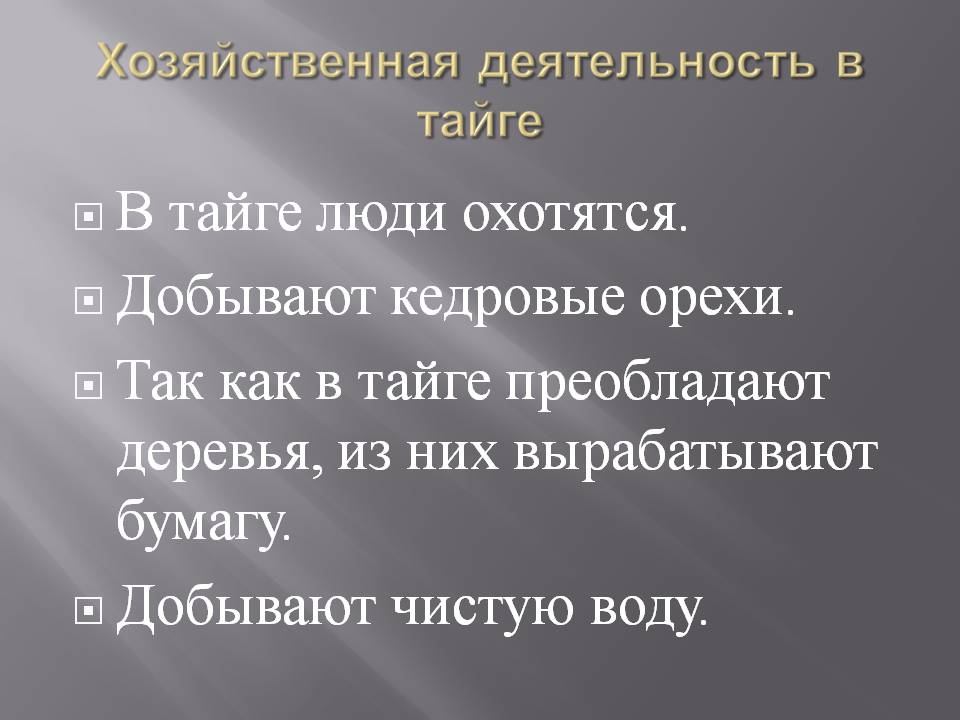 Хозяйственная деятельность в
тайге
В тайге люди охотятся.
Добывают кедровые орехи.
Так как в тайге преобладают
деревья, из них вырабатывают
бумагу.
Добывают чистую воду.